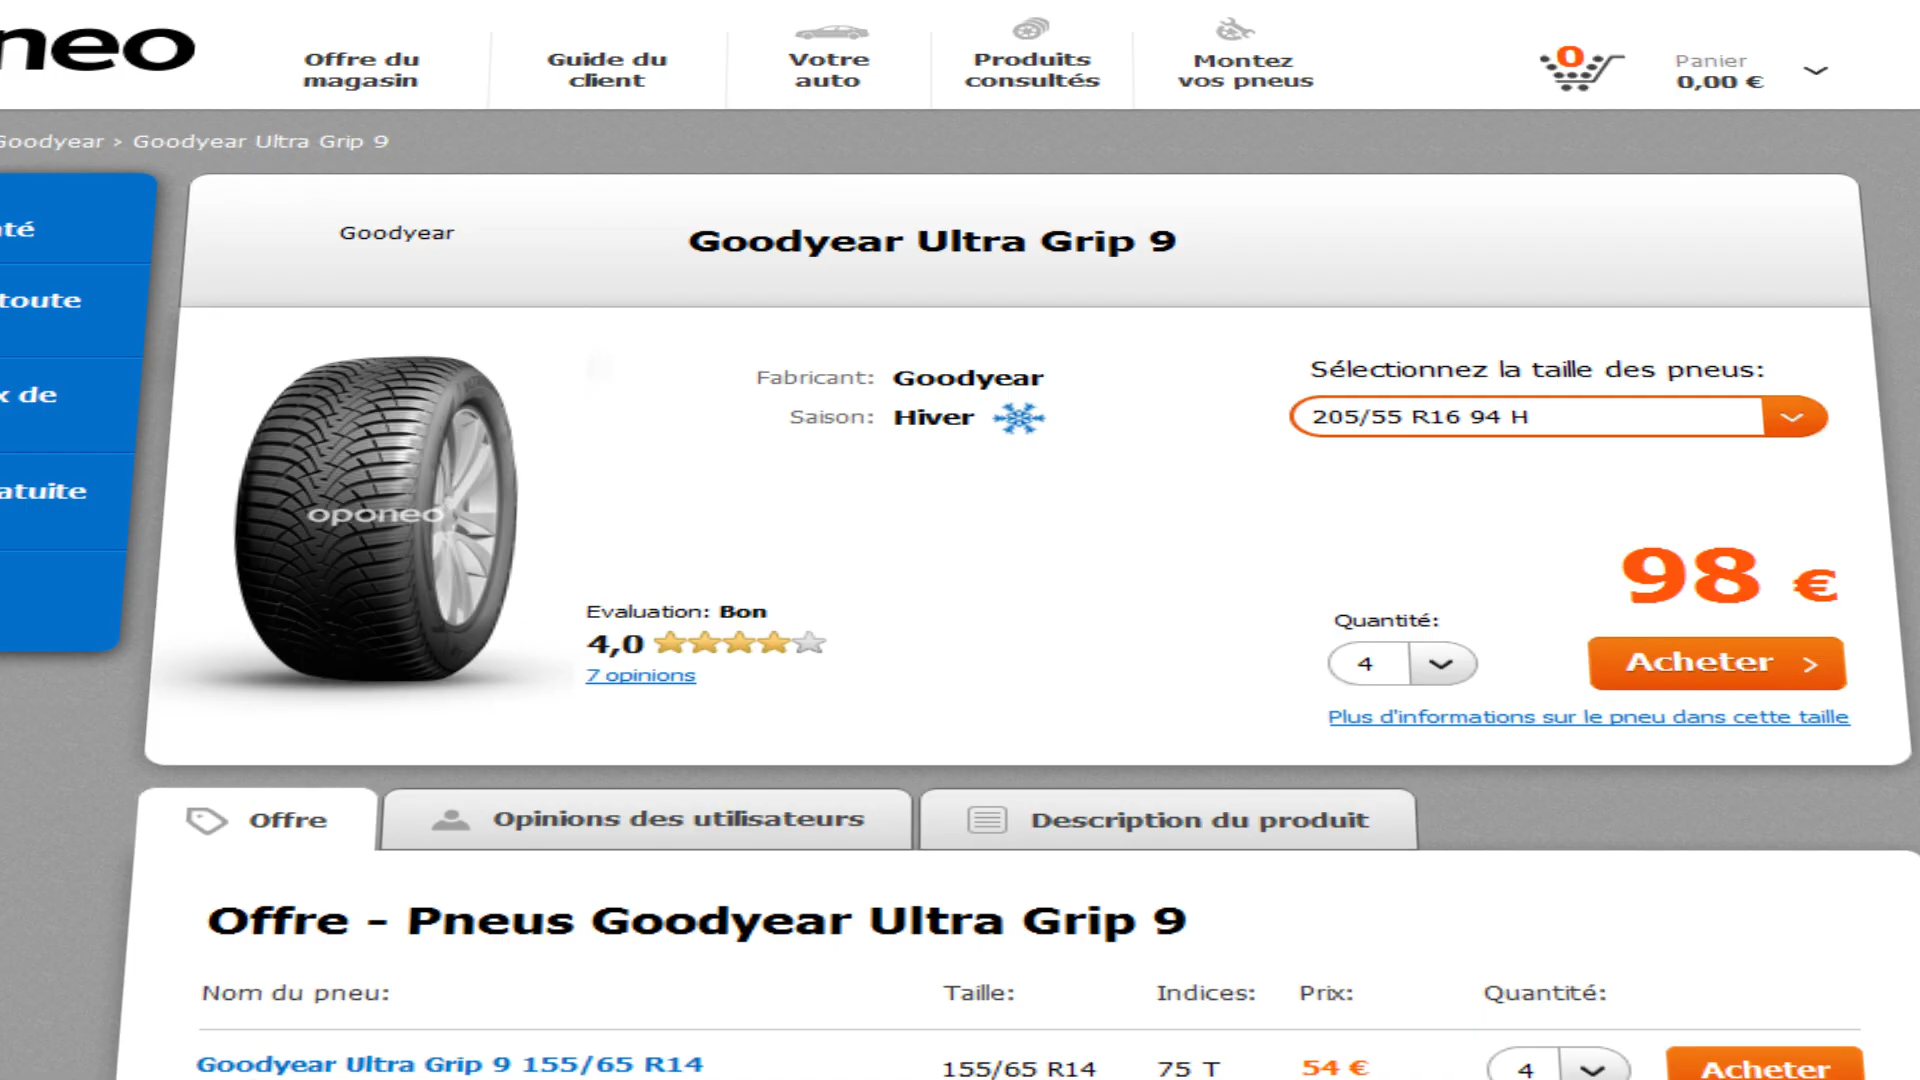 neo
Offre du
magasin
Guide du
client
Votre
auto
Produits
consultés
Montez
vos pneus
0
Panier
0,00 €
Goodyear > Goodyear Ultra Grip 9
toute
x de
Goodyear
Goodyear Ultra Grip 9
oponeo
Fabricant: Goodyear
Saison: Hiver
Sélectionnez la taille des pneus:
205/55 R16 94 H
98 €
Evaluation: Bon
4,0
7 opinions
Quantité:
4
Acheter >
Plus d'informations sur le pneu dans cette taille
Offre
Opinions des utilisateurs
Description du produit
Offre - Pneus Goodyear Ultra Grip 9
Nom du pneu: Taille: Indices: Prix: Quantité:
Goodyear Ultra Grip 9 155/65 R14 155/65 R14 75 T 54 € 4 Acheter